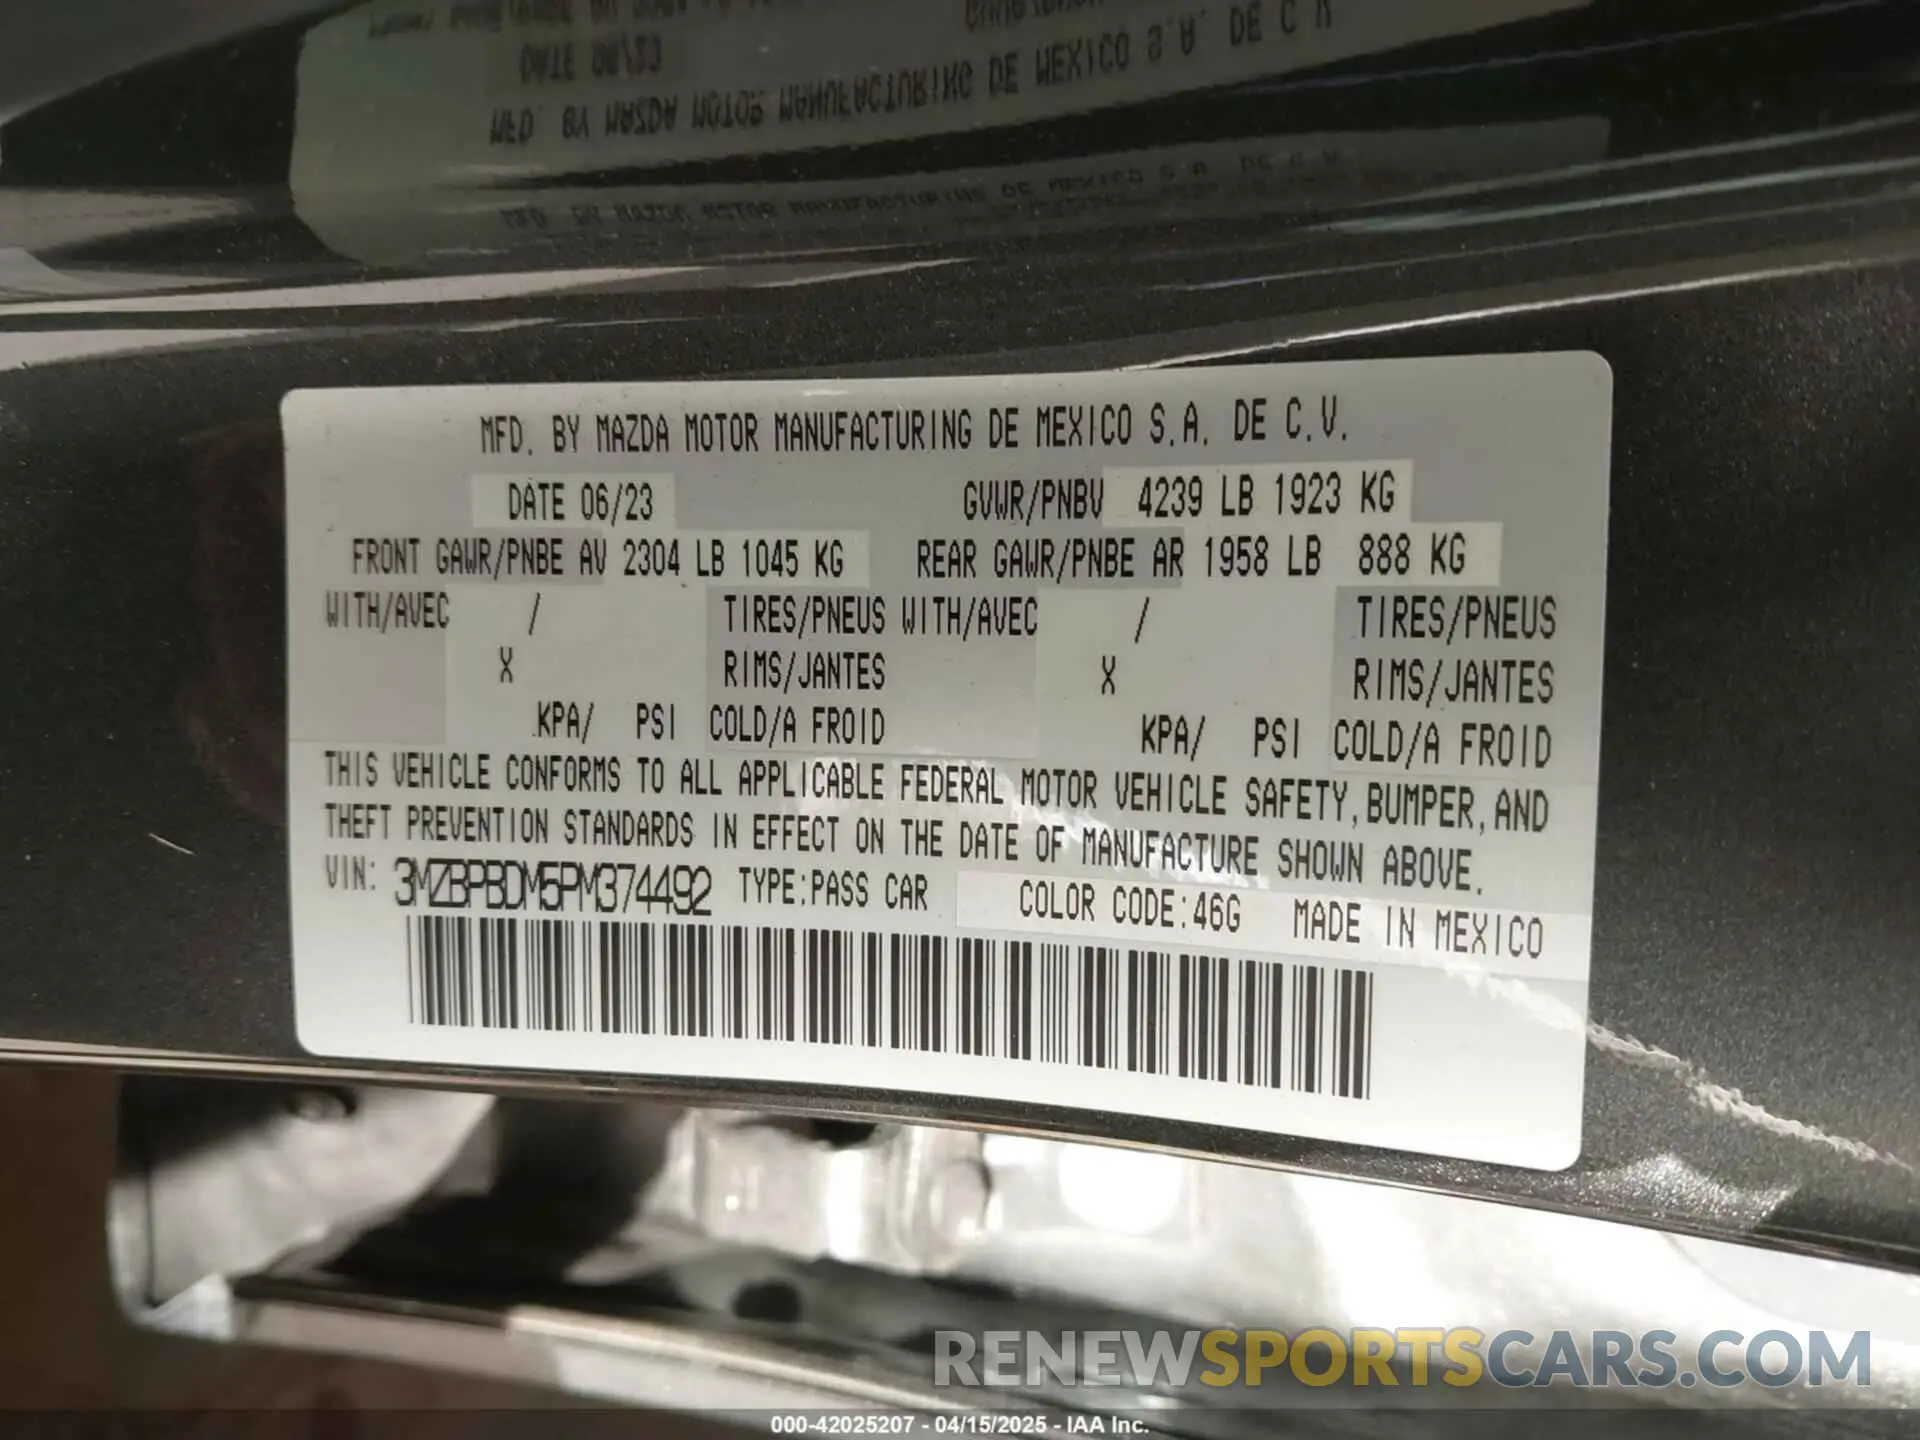 MFD. BY MAZDA MOTOR MANUFACTURING DE MEXICO S.A. DE C.V.
DATE 06/23 GVWR/PNBV 4239 LB 1923 KG
FRONT GAWR/PNBE AV 2304 LB 1045 KG REAR GAWR/PNBE AR 1958 LB 888 KG
WITH/AVEC / TIRES/PNEUS WITH/AVEC / TIRES/PNEUS
X RIMS/JANTES X RIMS/JANTES
KPA/ PSI COLD/A FROID KPA/ PSI COLD/A FROID
THIS VEHICLE CONFORMS TO ALL APPLICABLE FEDERAL MOTOR VEHICLE SAFETY, BUMPER, AND
THEFT PREVENTION STANDARDS IN EFFECT ON THE DATE OF MANUFACTURE SHOWN ABOVE.
VIN: 3MZBPBDM5PM374492 TYPE:PASS CAR COLOR CODE:46G MADE IN MEXICO
RENEWSPORTSCARS.COM
000-42025207 - 04/15/2025 - IAA Inc.